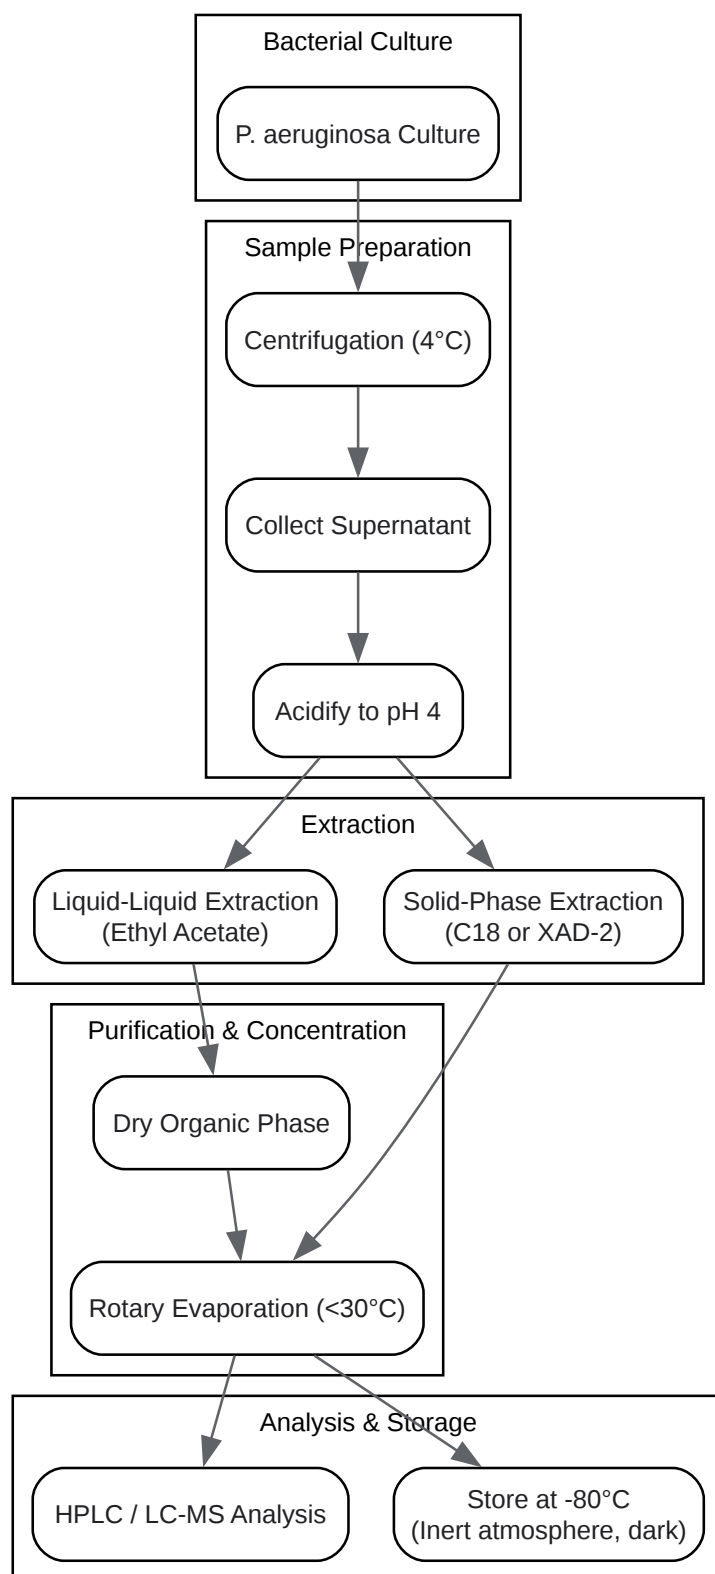 Bacterial Culture
P. aeruginosa Culture
Sample Preparation
Centrifugation (4°C)
Collect Supernatant
Acidify to pH 4
Extraction
Liquid-Liquid Extraction
(Ethyl Acetate)
Solid-Phase Extraction
(C18 or XAD-2)
Purification & Concentration
Dry Organic Phase
Rotary Evaporation (<30°C)
Analysis & Storage
HPLC / LC-MS Analysis
Store at -80°C
(Inert atmosphere, dark)